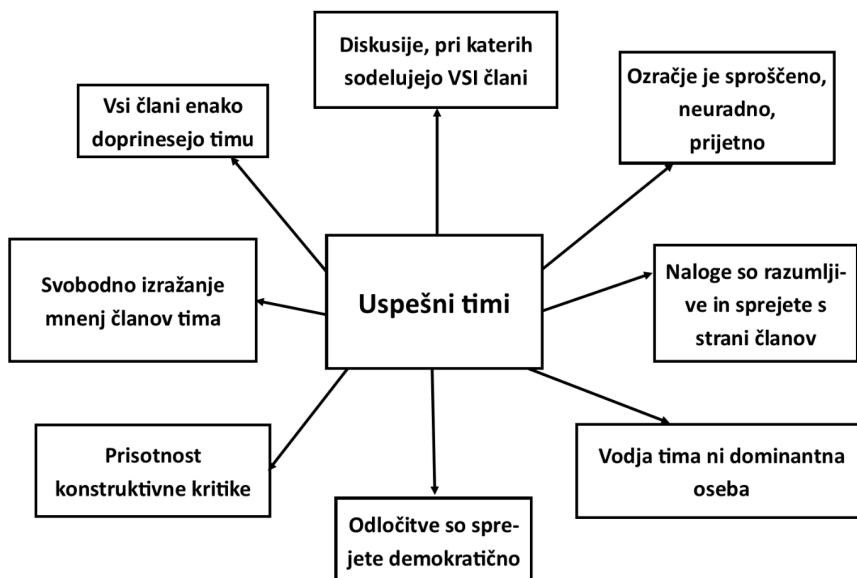 Diskusije, pri katerih
sodelujejo VSI člani
Ozračje je sproščeno,
neuradno,
prijetno
Vsi člani enako
doprinesejo timu
Svobodno izražanje
mnenj članov tima
Uspešni timi
Naloge so razumlji-
ve in sprejete s
strani članov
Prisotnost
konstruktivne kritike
Vodja tima ni dominantna
oseba
Odločitve so spre-
jete demokratično